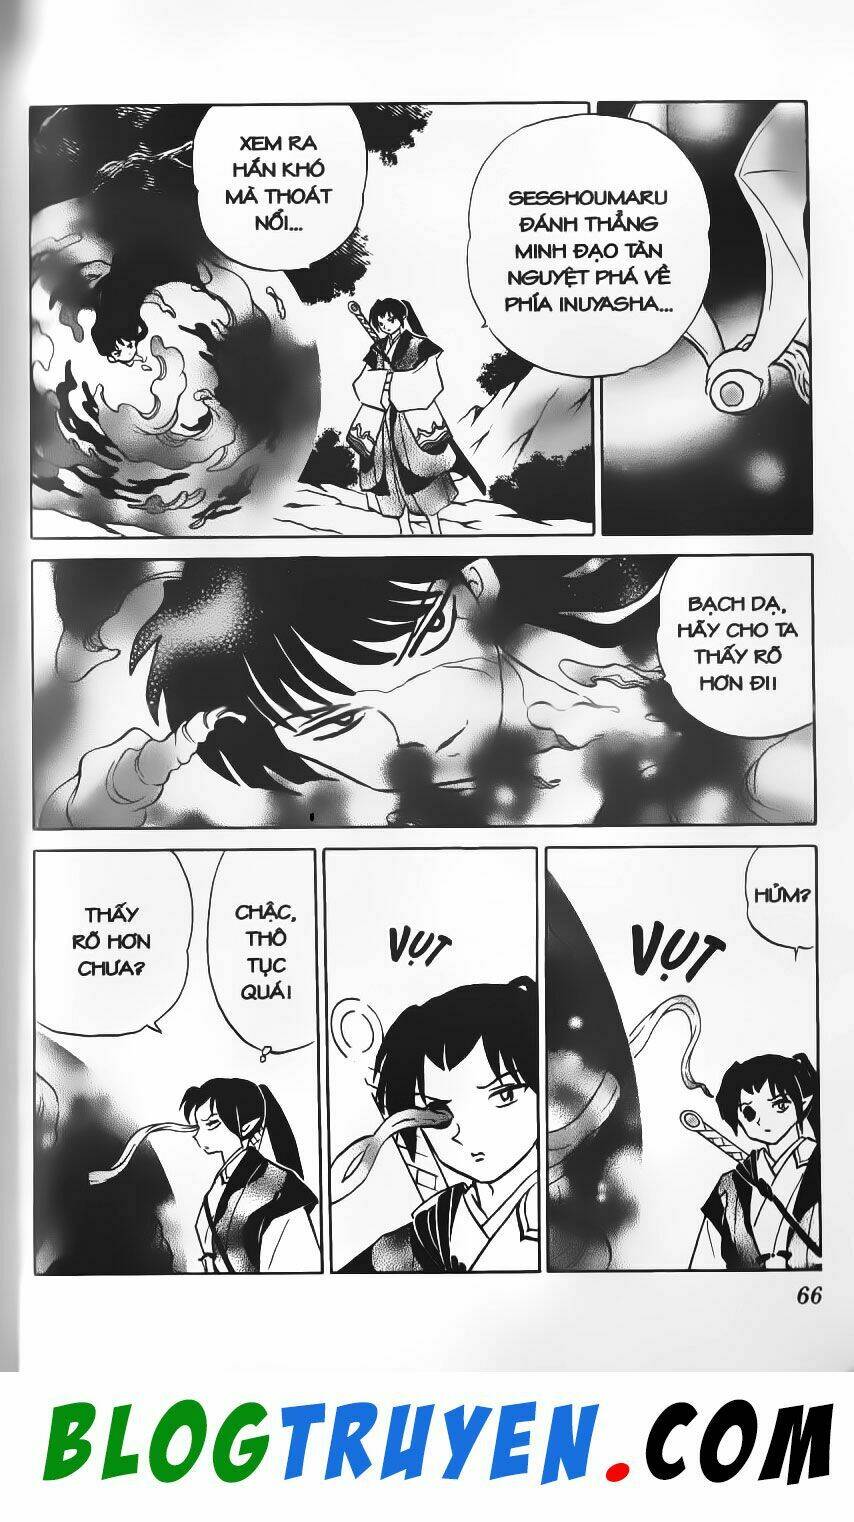 SESSHOUMARU
ĐÁNH THẲNG
MINH ĐẠO TÀN
NGUYỆT PHÁ VỀ
PHÍA INUYASHA...
XEM RA
HẮN KHÓ
MÀ THOÁT
NỔI...
BẠCH DẠ,
HÃY CHO TA
THẤY RÕ
HƠN ĐI!
HỬM?
VỤT
VỤT
CHẬC,
THÔ
TỤC
QUÁ!
THẤY
RÕ HƠN
CHƯA?
66
BLOGTRUYEN.COM